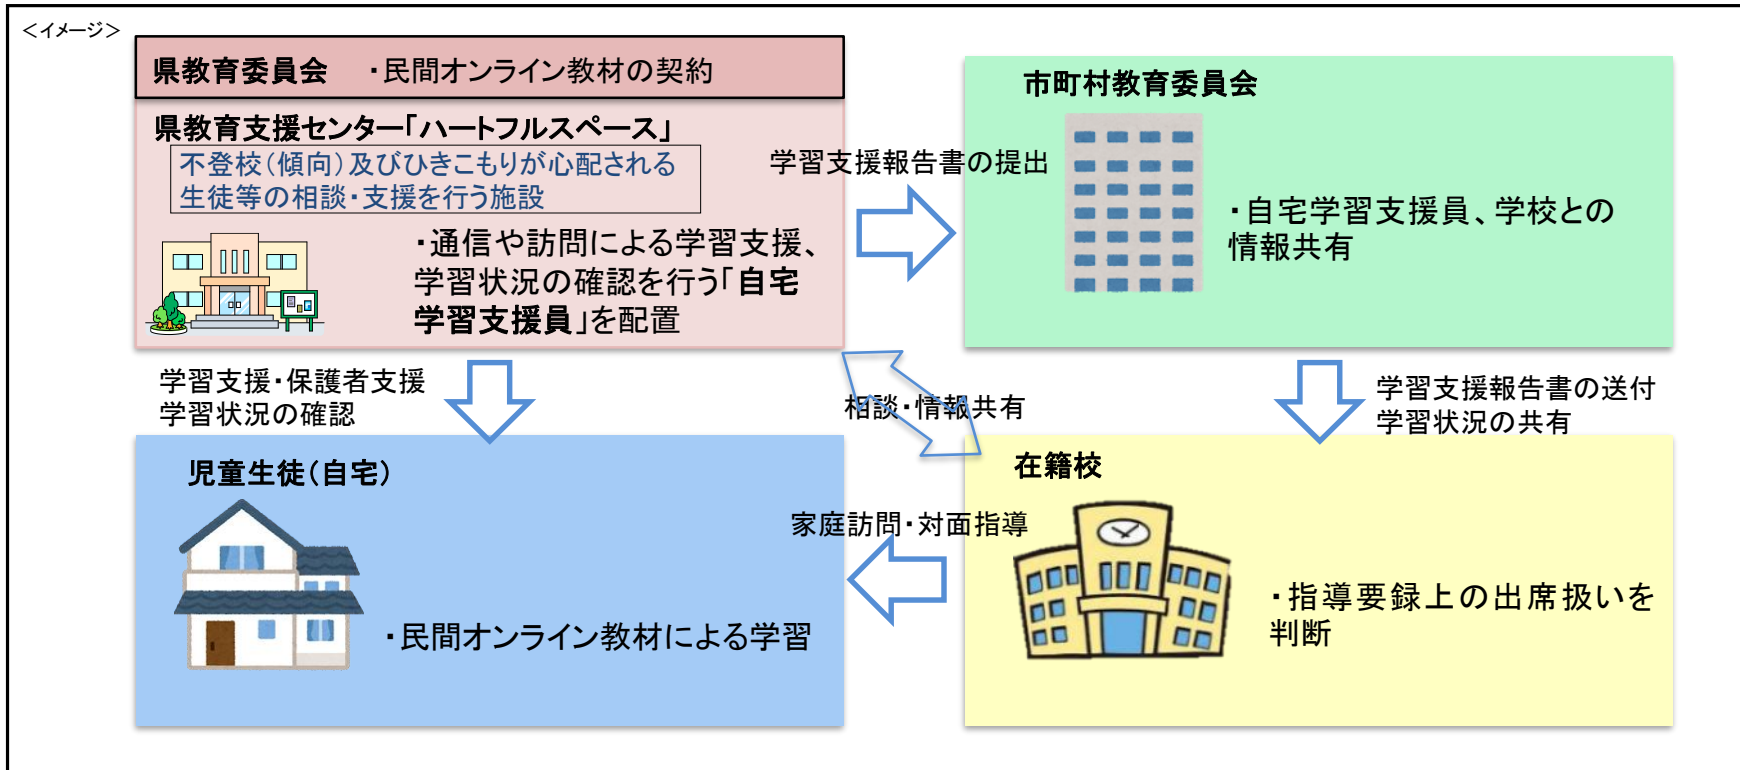 ＜イメージ＞
県教育委員会　・民間オンライン教材の契約
県教育支援センター「ハートフルスペース」
不登校（傾向）及びひきこもりが心配される
生徒等の相談・支援を行う施設
・通信や訪問による学習支援、
学習状況の確認を行う「自宅
学習支援員」を配置
学習支援報告書の提出
市町村教育委員会
・自宅学習支援員、学校との
情報共有
学習支援・保護者支援
学習状況の確認
相談・情報共有
学習支援報告書の送付
学習状況の共有
児童生徒（自宅）
・民間オンライン教材による学習
家庭訪問・対面指導
在籍校
・指導要録上の出席扱いを
判断